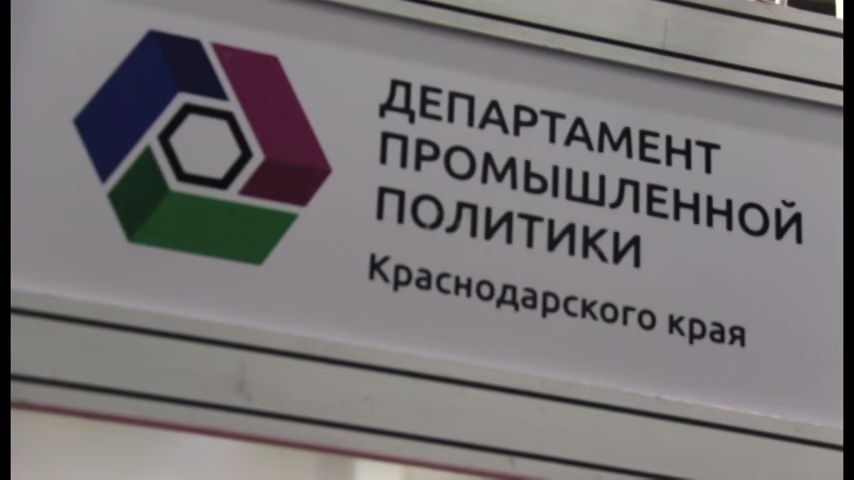 ДЕПАРТАМЕНТ
ПРОМЫШЛЕННОЙ
ПОЛИТИКИ
Краснодарского края